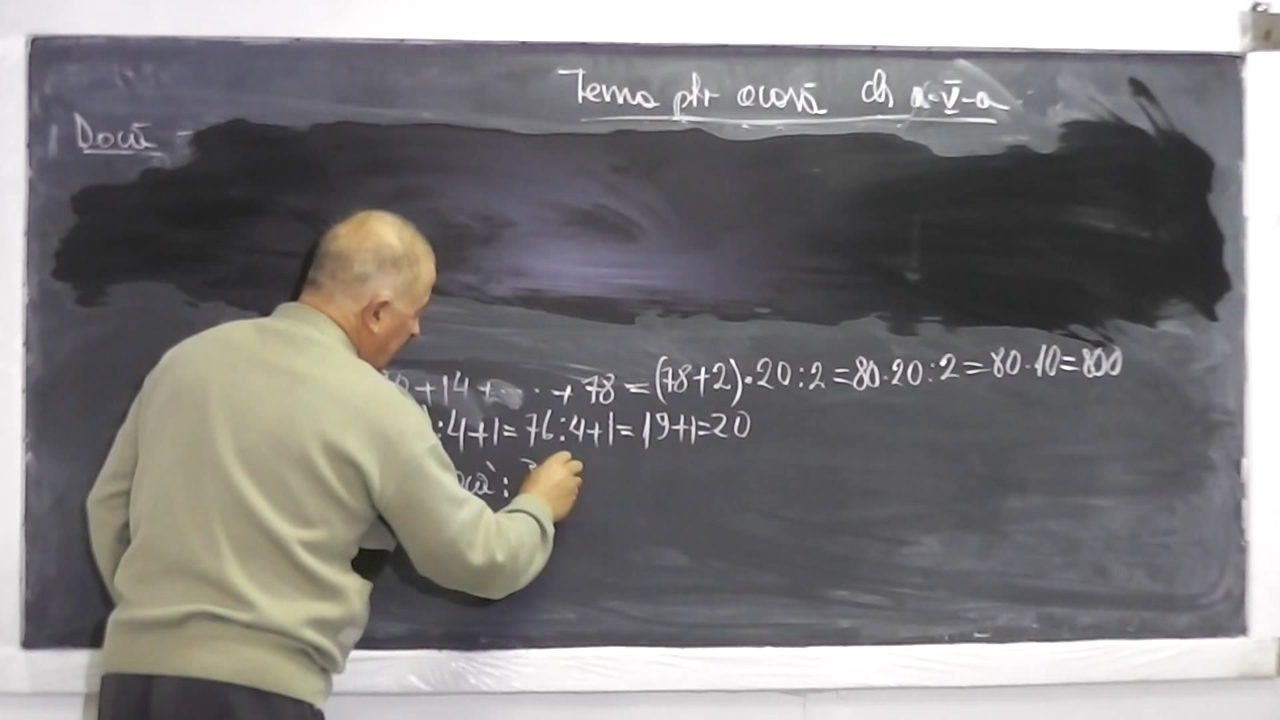 Tema ptr acasă cls a-V-a
Dacă
+14+...+78=(78+2)·20:2=80·20:2=80·10=800
:4+1=76:4+1=19+1=20